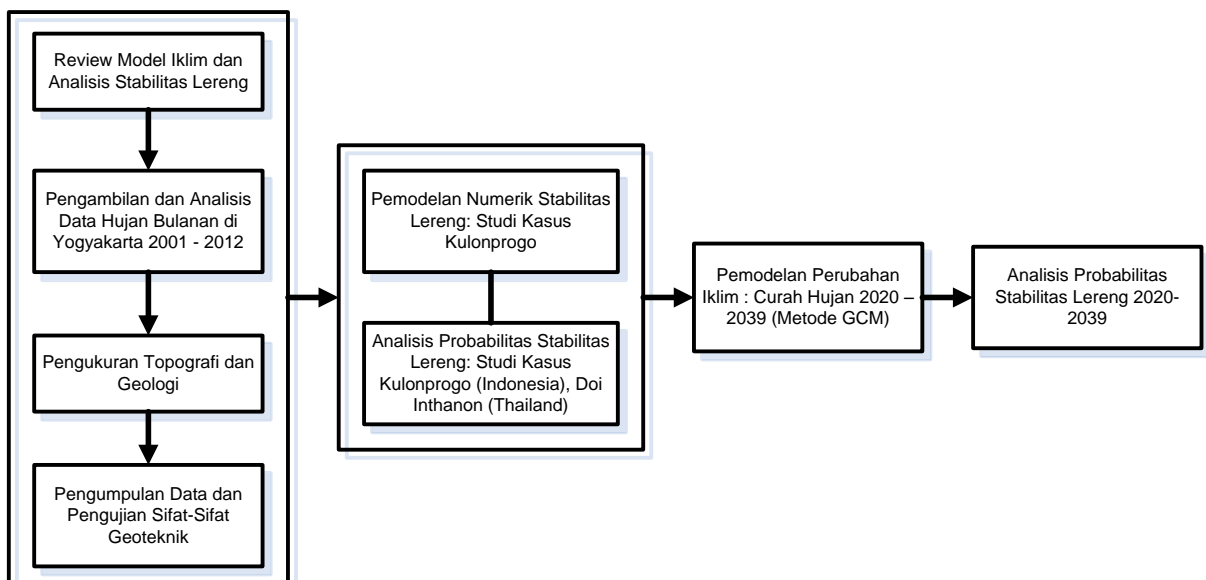 Review Model Iklim dan
Analisis Stabilitas Lereng
Pengambilan dan Analisis
Data Hujan Bulanan di
Yogyakarta 2001 - 2012
Pengukuran Topografi dan
Geologi
Pengumpulan Data dan
Pengujian Sifat-Sifat
Geoteknik
Pemodelan Numerik Stabilitas
Lereng: Studi Kasus
Kulonprogo
Analisis Probabilitas Stabilitas
Lereng: Studi Kasus
Kulonprogo (Indonesia), Doi
Inthanon (Thailand)
Pemodelan Perubahan
Iklim : Curah Hujan 2020 –
2039 (Metode GCM)
Analisis Probabilitas
Stabilitas Lereng 2020-
2039